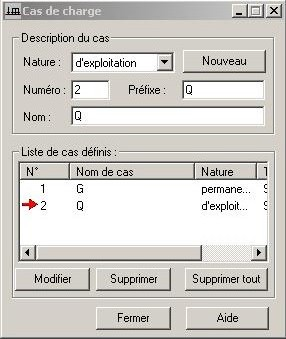 Cas de charge
Description du cas
Nature : d'exploitation Nouveau
Numéro : 2 Préfixe : Q
Nom : Q
Liste de cas définis :
N° Nom de cas Nature
1 G permane...
2 Q d'exploit...
Modifier Supprimer Supprimer tout
Fermer Aide